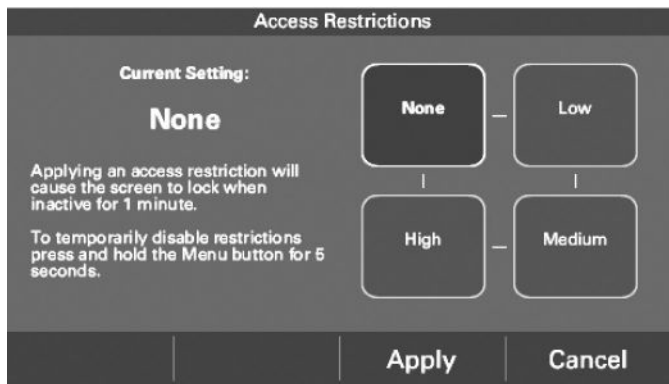 Access Restrictions
Current Setting:
None
Applying an access restriction will
cause the screen to lock when
inactive for 1 minute.
To temporarily disable restrictions
press and hold the Menu button for 5
seconds.
None
Low
High
Medium
Apply
Cancel